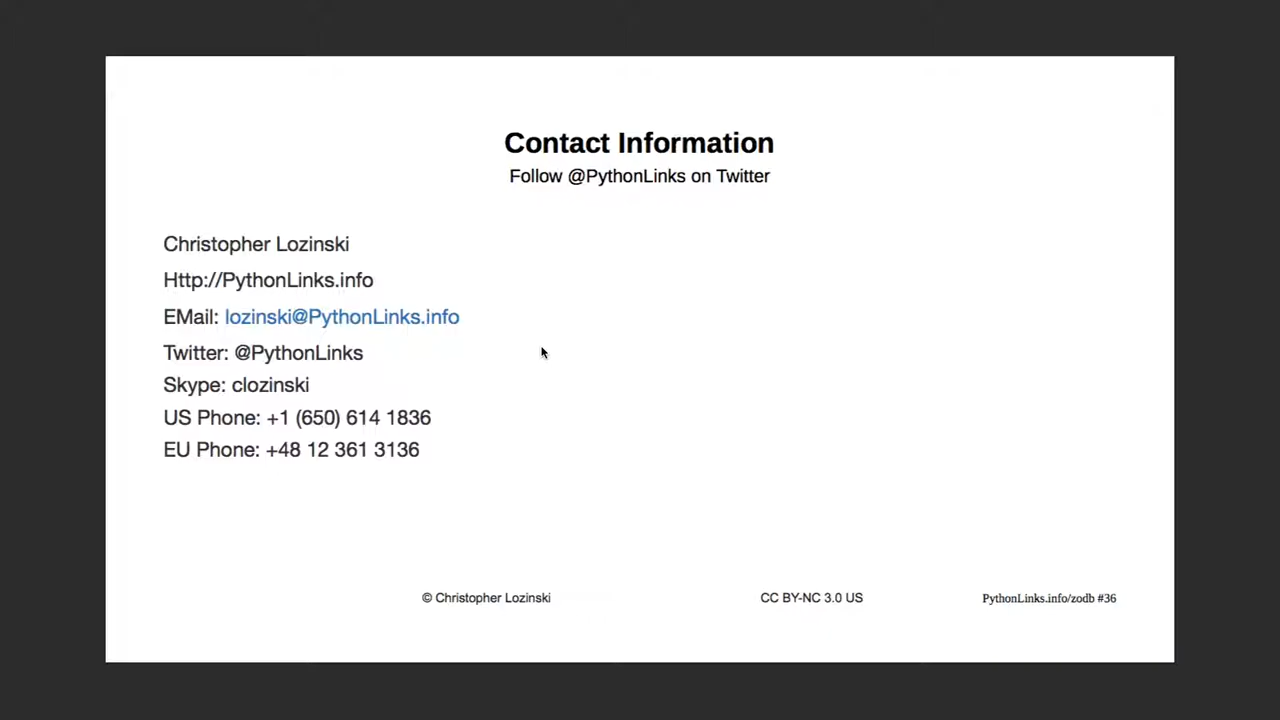 Contact Information
Follow @PythonLinks on Twitter
Christopher Lozinski
Http://PythonLinks.info
EMail: lozinski@PythonLinks.info
Twitter: @PythonLinks
Skype: clozinski
US Phone: +1 (650) 614 1836
EU Phone: +48 12 361 3136
© Christopher Lozinski
CC BY-NC 3.0 US
PythonLinks.info/zodb #36